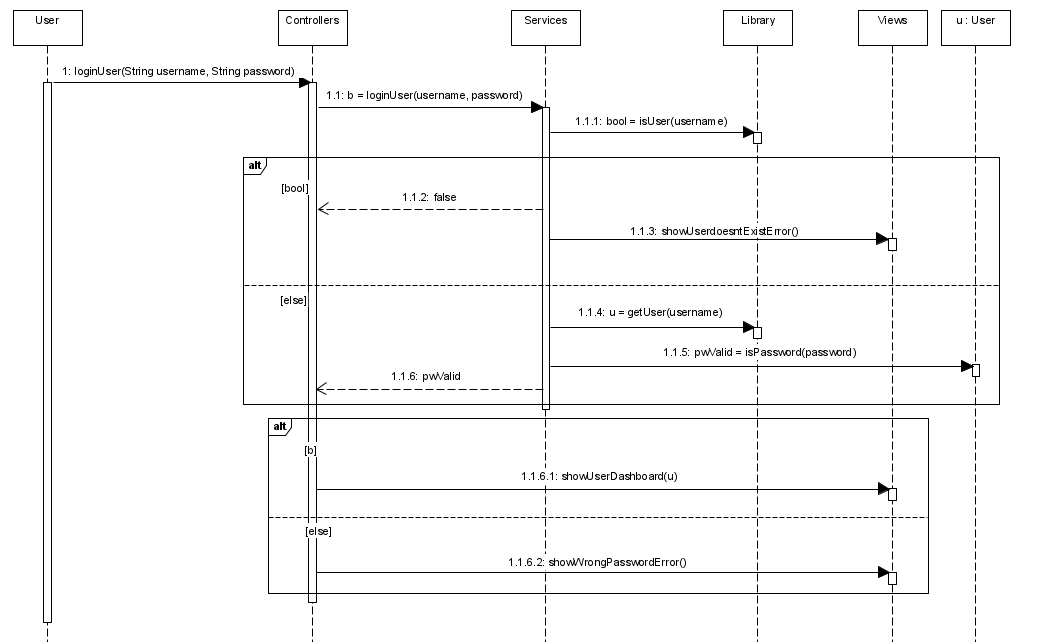 User
Controllers
Services
Library
Views
u : User
1: loginUser(String username, String password)
1.1: b = loginUser(username, password)
1.1.1: bool = isUser(username)
alt
[bool]
1.1.2: false
1.1.3: showUserdoesntExistError()
[else]
1.1.4: u = getUser(username)
1.1.5: pwValid = isPassword(password)
1.1.6: pwValid
alt
[b]
1.1.6.1: showUserDashboard(u)
[else]
1.1.6.2: showWrongPasswordError()